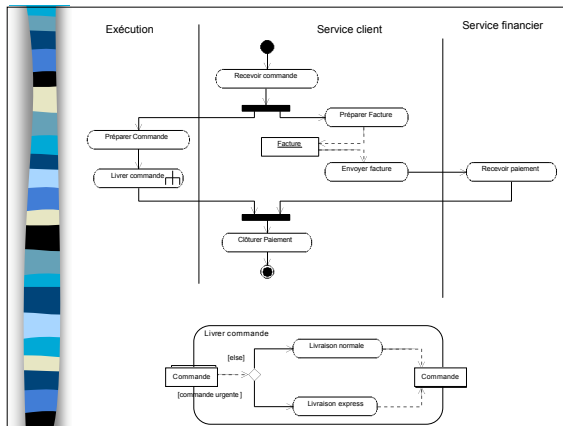 Exécution
Service client
Service financier
Recevoir commande
Préparer Facture
Préparer Commande
Facture
Livrer commande
Envoyer facture
Recevoir paiement
Clôturer Paiement
Livrer commande
[else]
Livraison normale
Commande
Commande
[commande urgente ]
Livraison express